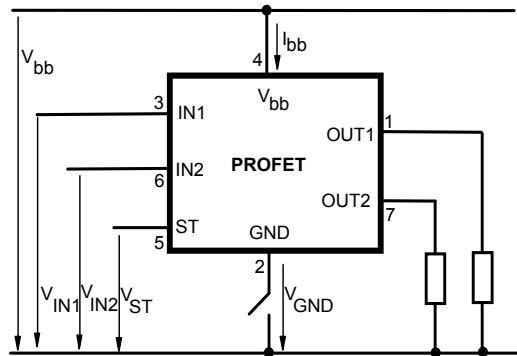 I_bb
V_bb
4
3
IN1
V_bb
1
OUT1
IN2
6
PROFET
OUT2
7
ST
5
GND
2
V_IN1
V_IN2
V_ST
V_GND